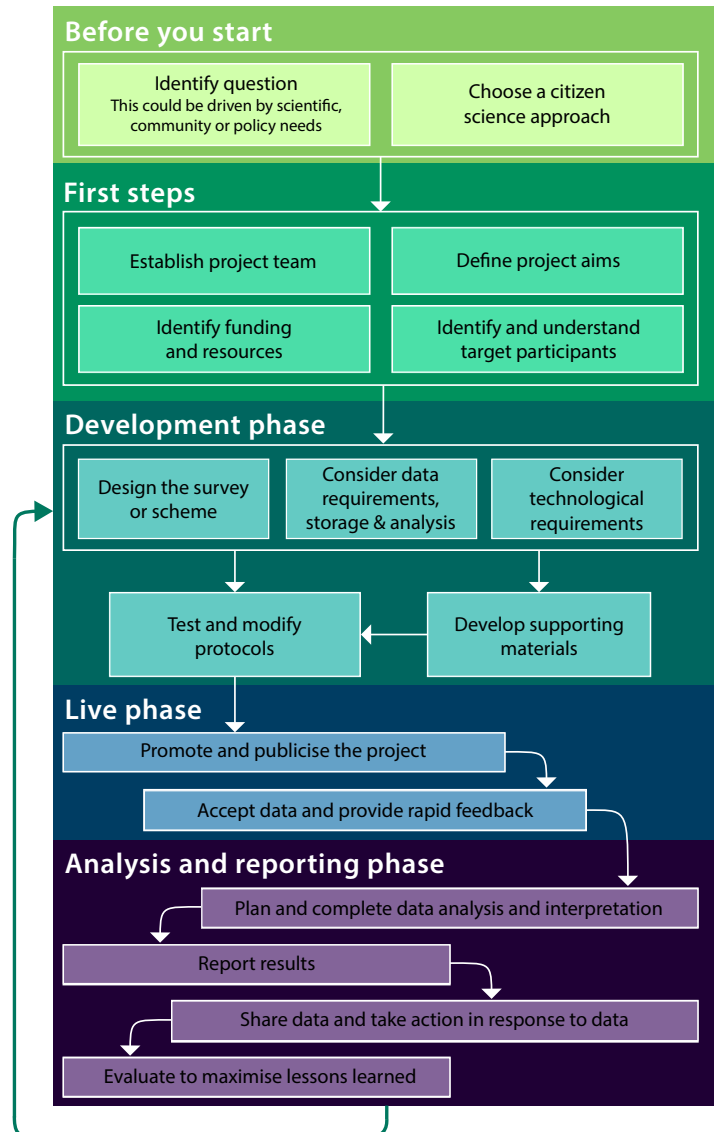 Before you start
Identify question
This could be driven by scientific,
community or policy needs
Choose a citizen
science approach
First steps
Establish project team
Define project aims
Identify funding
and resources
Identify and understand
target participants
Development phase
Design the survey
or scheme
Consider data
requirements,
storage & analysis
Consider
technological
requirements
Test and modify
protocols
Develop supporting
materials
Live phase
Promote and publicise the project
Accept data and provide rapid feedback
Analysis and reporting phase
Plan and complete data analysis and interpretation
Report results
Share data and take action in response to data
Evaluate to maximise lessons learned